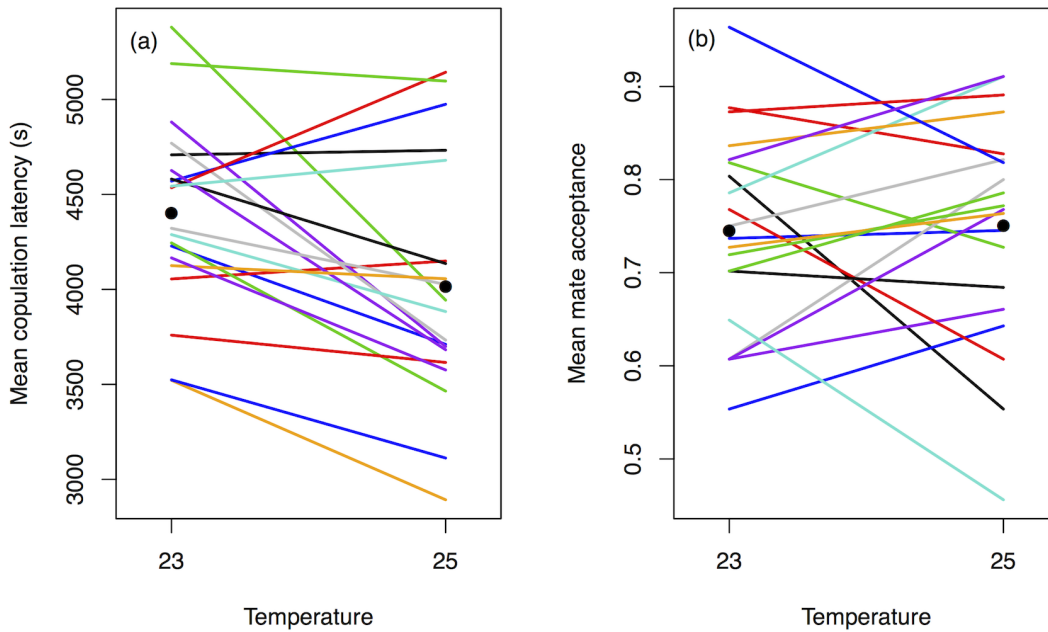 (a)
Mean copulation latency (s)
5000
4500
4000
3500
3000
23
25
Temperature
(b)
Mean mate acceptance
0.9
0.8
0.7
0.6
0.5
23
25
Temperature